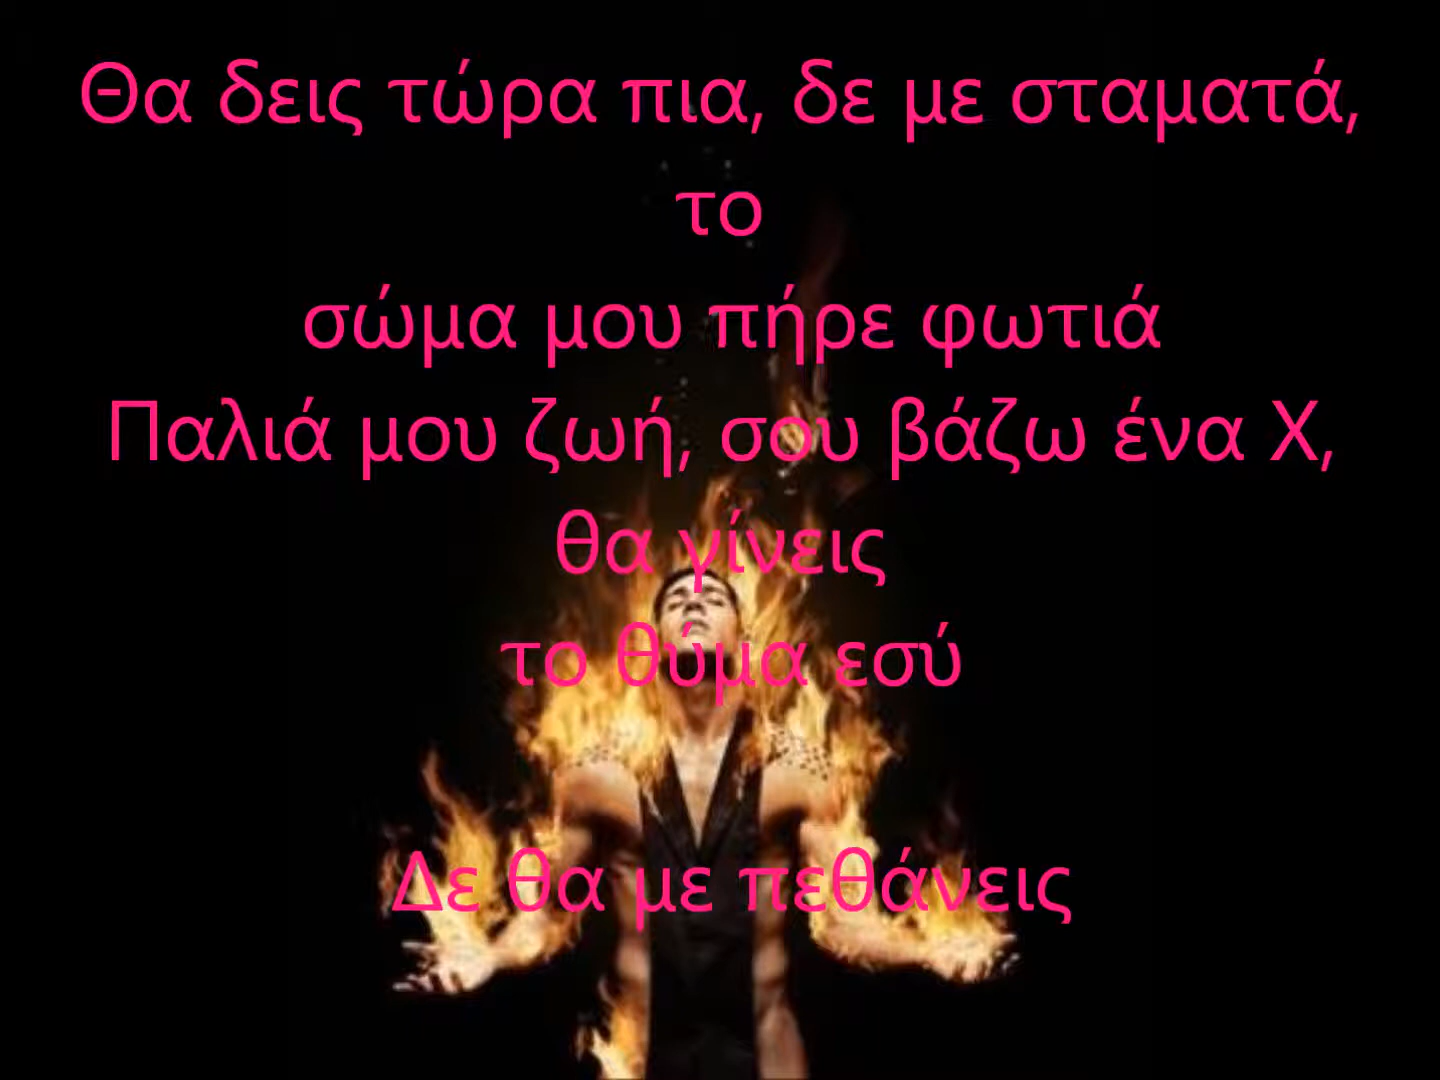 Θα δεις τώρα πια, δε με σταματά,
το
σώμα μου πήρε φωτιά
Παλιά μου ζωή, σου βάζω ένα Χ,
θα γίνεις
το θύμα εσύ
Δε θα με πεθάνεις